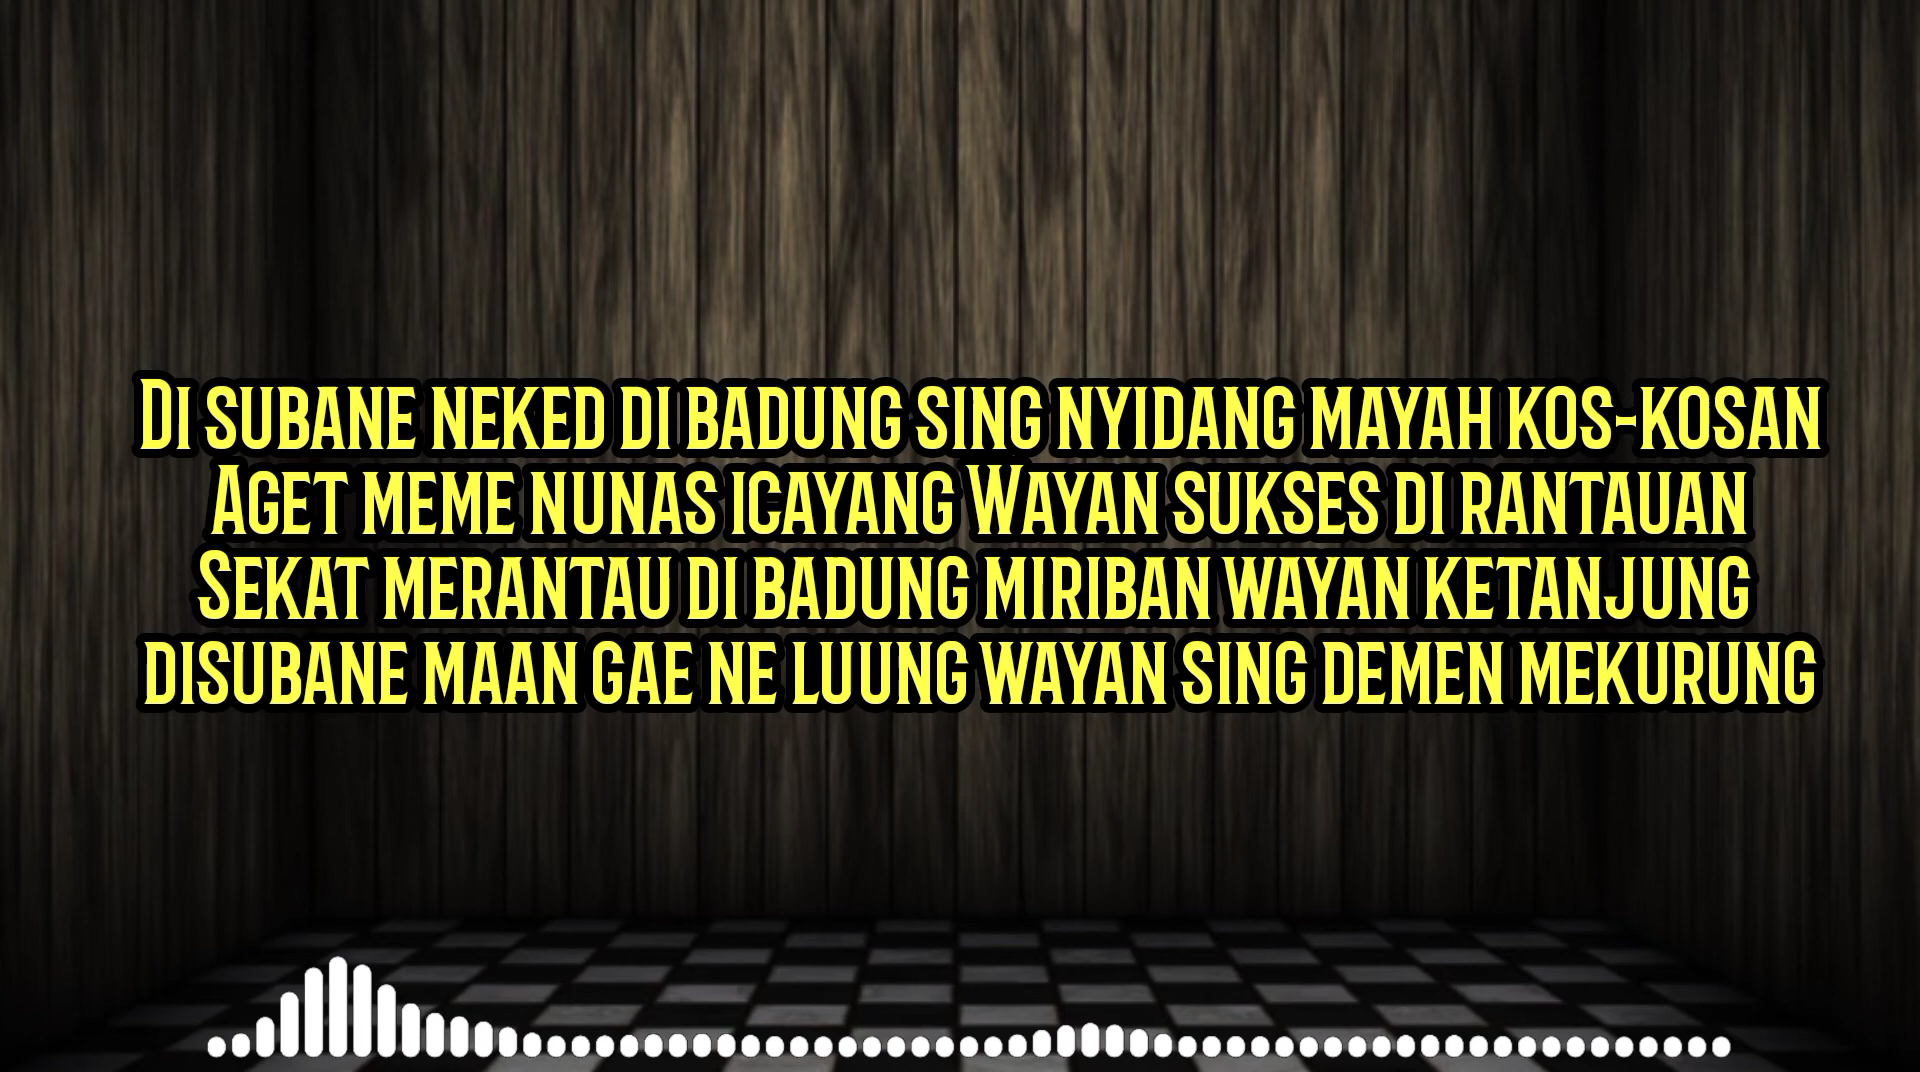 Di subane neked di badung sing nyidang mayah kos-kosan
Aget meme nunas icayang Wayan sukses di rantauan
Sekat merantau di badung miriban wayan ketanjung
disubane maan gae ne luung wayan sing demen mekurung